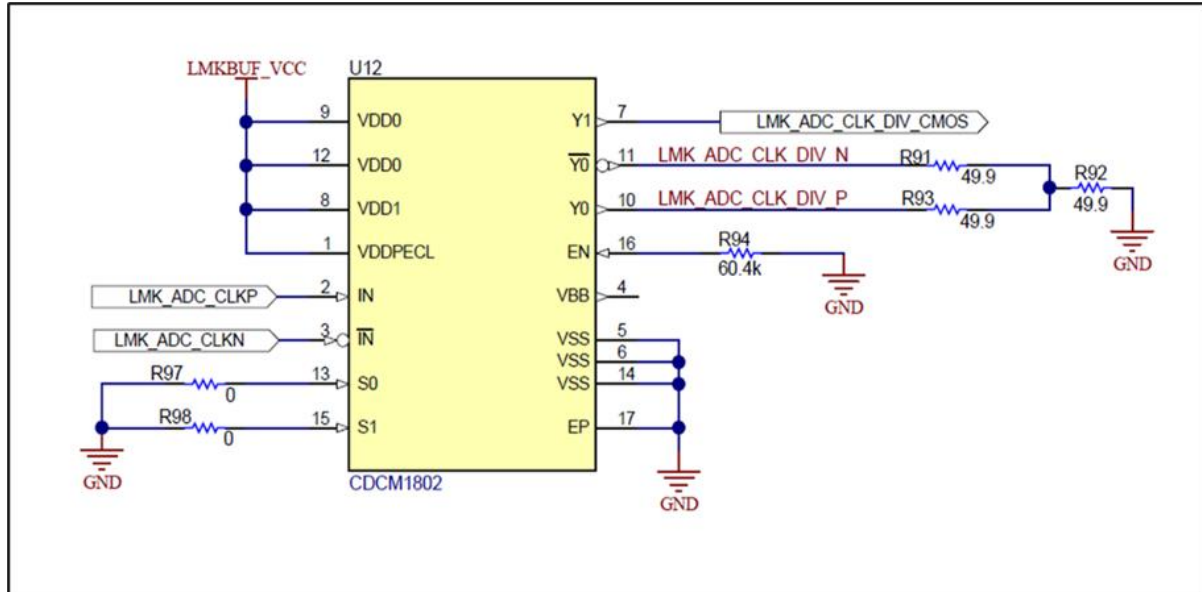 LMKBUF_VCC
U12
9 VDD0
12 VDD0
8 VDD1
1 VDDPECL
LMK_ADC_CLKP 2 IN
LMK_ADC_CLKN 3 IN
R97 0 13 S0
R98 0 15 S1
GND
CDCM1802
Y1 7 LMK_ADC_CLK_DIV_CMOS
Y0 11 LMK_ADC_CLK_DIV_N R91
49.9
Y0 10 LMK_ADC_CLK_DIV_P R93
49.9
R92
49.9
GND
EN 16 R94
60.4k
GND
VBB 4
VSS 5
VSS 6
VSS 14
EP 17
GND